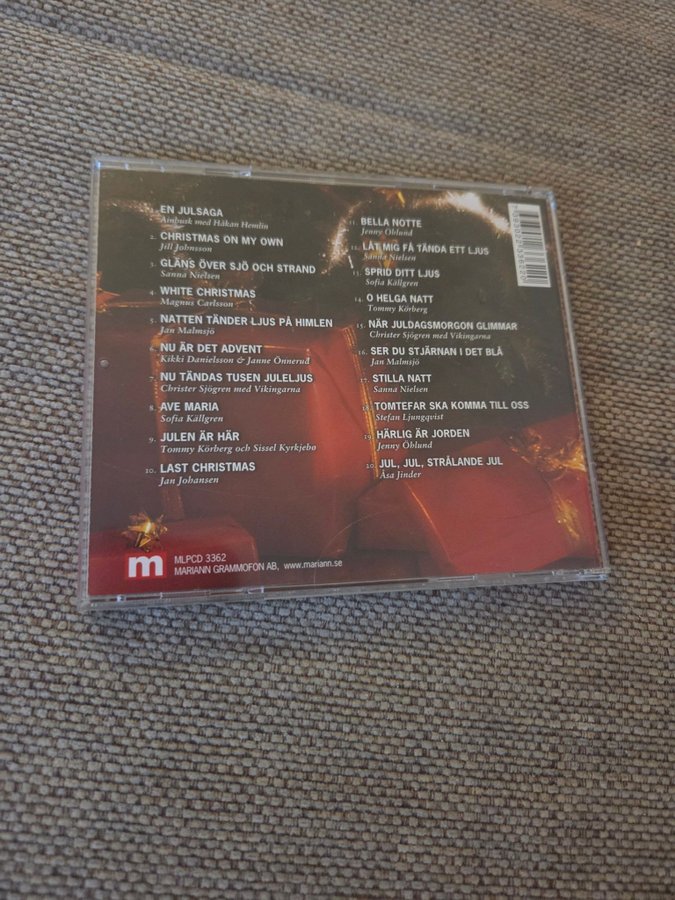 1. EN JULSAGA
Ainbusk med Håkan Hemlin
2. CHRISTMAS ON MY OWN
Jill Johnsson
3. GLÄNS ÖVER SJÖ OCH STRAND
Sanna Nielsen
4. WHITE CHRISTMAS
Magnus Carlsson
5. NATTEN TÄNDER LJUS PÅ HIMLEN
Jan Malmsjö
6. NU ÄR DET ADVENT
Kikki Danielsson & Janne Önnerud
7. NU TÄNDAS TUSEN JULELJUS
Christer Sjögren med Vikingarna
8. AVE MARIA
Sofia Källgren
9. JULEN ÄR HÄR
Tommy Körberg och Sissel Kyrkjebo
10. LAST CHRISTMAS
Jan Johansen
11. BELLA NOTTE
Jenny Öhlund
12. LÅT MIG FÅ TÄNDA ETT LJUS
Sanna Nielsen
13. SPRID DITT LJUS
Sofia Källgren
14. O HELGA NATT
Tommy Körberg
15. NÄR JULDAGSMORGON GLIMMAR
Christer Sjögren med Vikingarna
16. SER DU STJÄRNAN I DET BLÅ
Jan Malmsjö
17. STILLA NATT
Sanna Nielsen
18. TOMTEFAR SKA KOMMA TILL OSS
Stefan Ljungqvist
19. HÄRLIG ÄR JORDEN
Jenny Öhlund
20. JUL, JUL, STRÅLANDE JUL
Åsa Jinder
m
MLPCD 3362
MARIANN GRAMMOFON AB, www.mariann.se